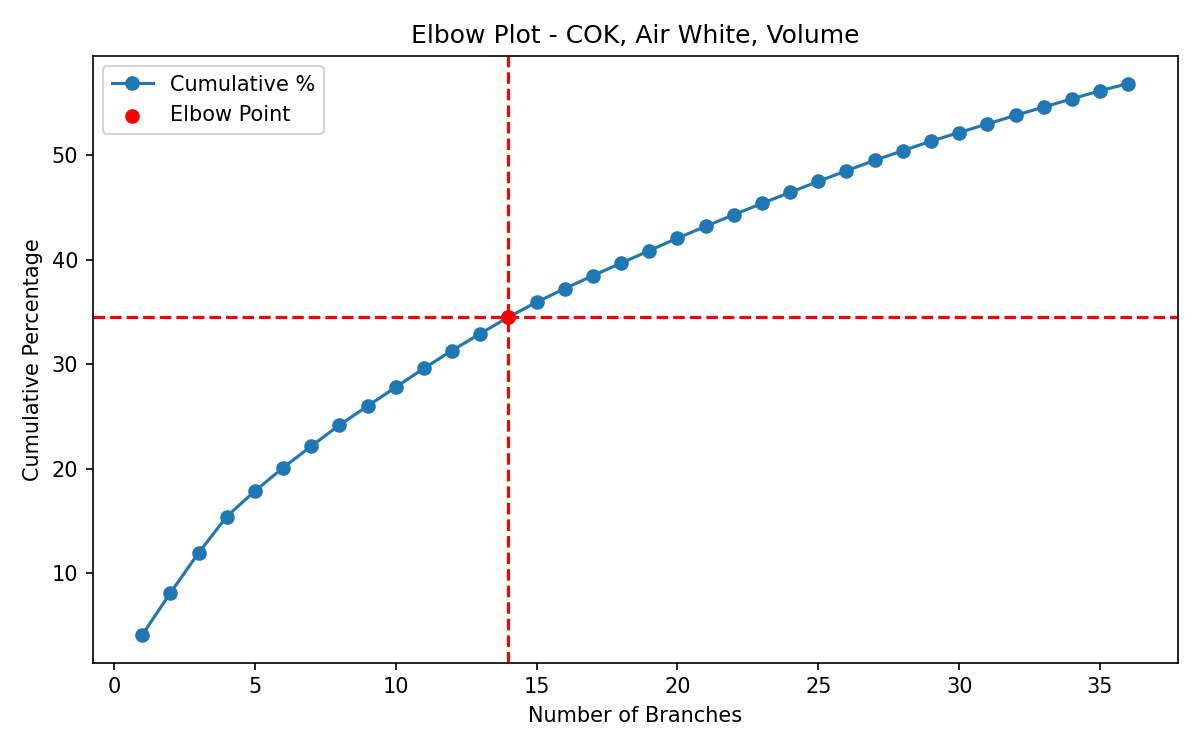 Elbow Plot - COK, Air White, Volume
Cumulative %
Elbow Point
Cumulative Percentage
50
40
30
20
10
0 5 10 15 20 25 30 35
Number of Branches